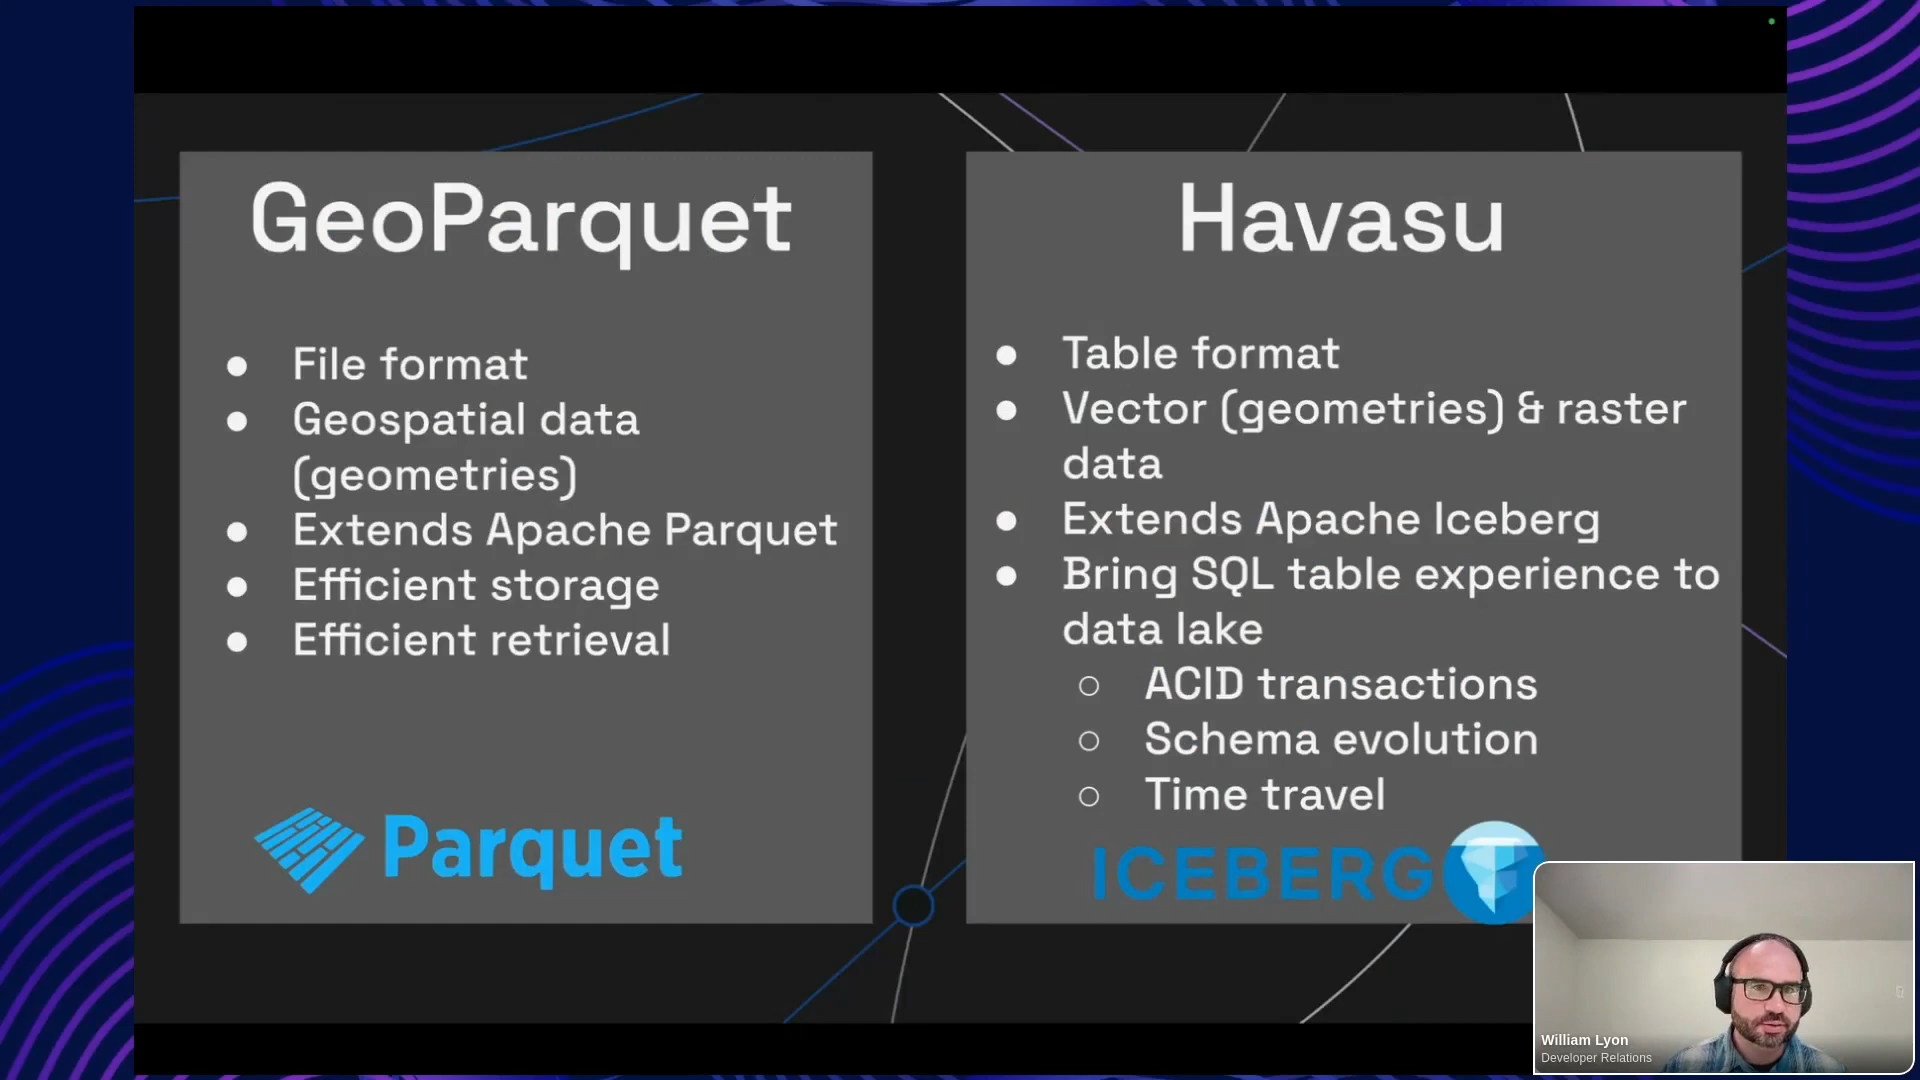 GeoParquet
● File format
● Geospatial data
(geometries)
● Extends Apache Parquet
● Efficient storage
● Efficient retrieval
Parquet
Havasu
● Table format
● Vector (geometries) & raster
data
● Extends Apache Iceberg
● Bring SQL table experience to
data lake
○ ACID transactions
○ Schema evolution
○ Time travel
ICEBERG
William Lyon
Developer Relations